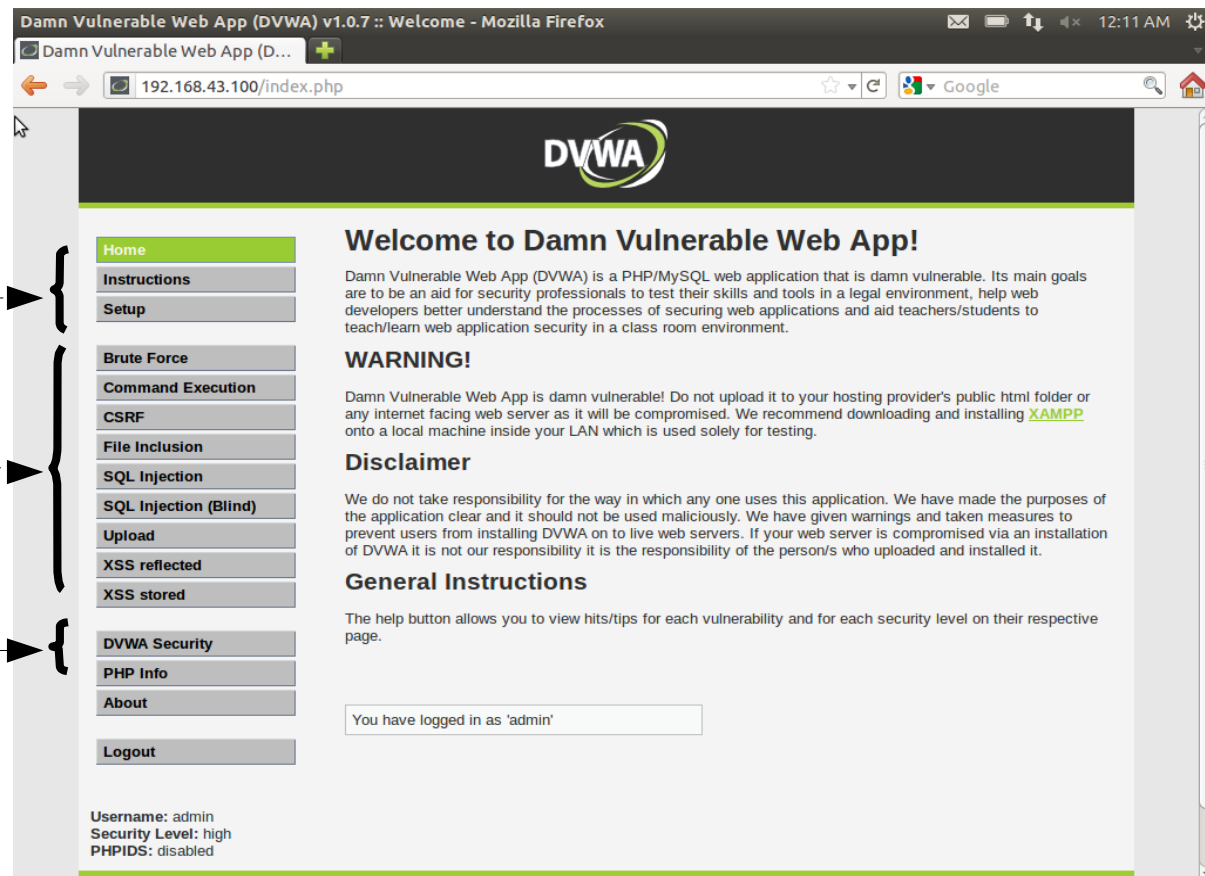 Damn Vulnerable Web App (DVWA) v1.0.7 :: Welcome - Mozilla Firefox
12:11 AM
Damn Vulnerable Web App (D...
192.168.43.100/index.php
Google
DVWA
Home
Instructions
Setup
Brute Force
Command Execution
CSRF
File Inclusion
SQL Injection
SQL Injection (Blind)
Upload
XSS reflected
XSS stored
DVWA Security
PHP Info
About
Logout
Username: admin
Security Level: high
PHPIDS: disabled
Welcome to Damn Vulnerable Web App!
Damn Vulnerable Web App (DVWA) is a PHP/MySQL web application that is damn vulnerable. Its main goals
are to be an aid for security professionals to test their skills and tools in a legal environment, help web
developers better understand the processes of securing web applications and aid teachers/students to
teach/learn web application security in a class room environment.
WARNING!
Damn Vulnerable Web App is damn vulnerable! Do not upload it to your hosting provider's public html folder or
any internet facing web server as it will be compromised. We recommend downloading and installing XAMPP
onto a local machine inside your LAN which is used solely for testing.
Disclaimer
We do not take responsibility for the way in which any one uses this application. We have made the purposes of
the application clear and it should not be used maliciously. We have given warnings and taken measures to
prevent users from installing DVWA on to live web servers. If your web server is compromised via an installation
of DVWA it is not our responsibility it is the responsibility of the person/s who uploaded and installed it.
General Instructions
The help button allows you to view hits/tips for each vulnerability and for each security level on their respective
page.
You have logged in as 'admin'